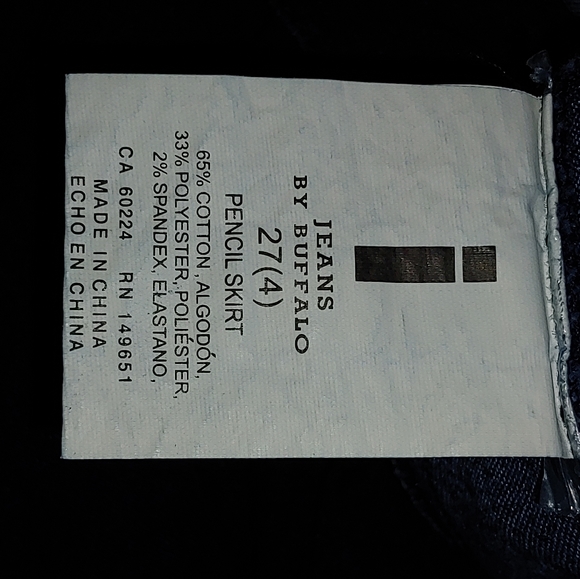 JEANS
BY BUFFALO
27(4)
PENCIL SKIRT
65% COTTON, ALGODÓN,
33% POLYESTER, POLIÉSTER,
2% SPANDEX, ELASTANO,
CA 60224 RN 149651
MADE IN CHINA
ECHO EN CHINA